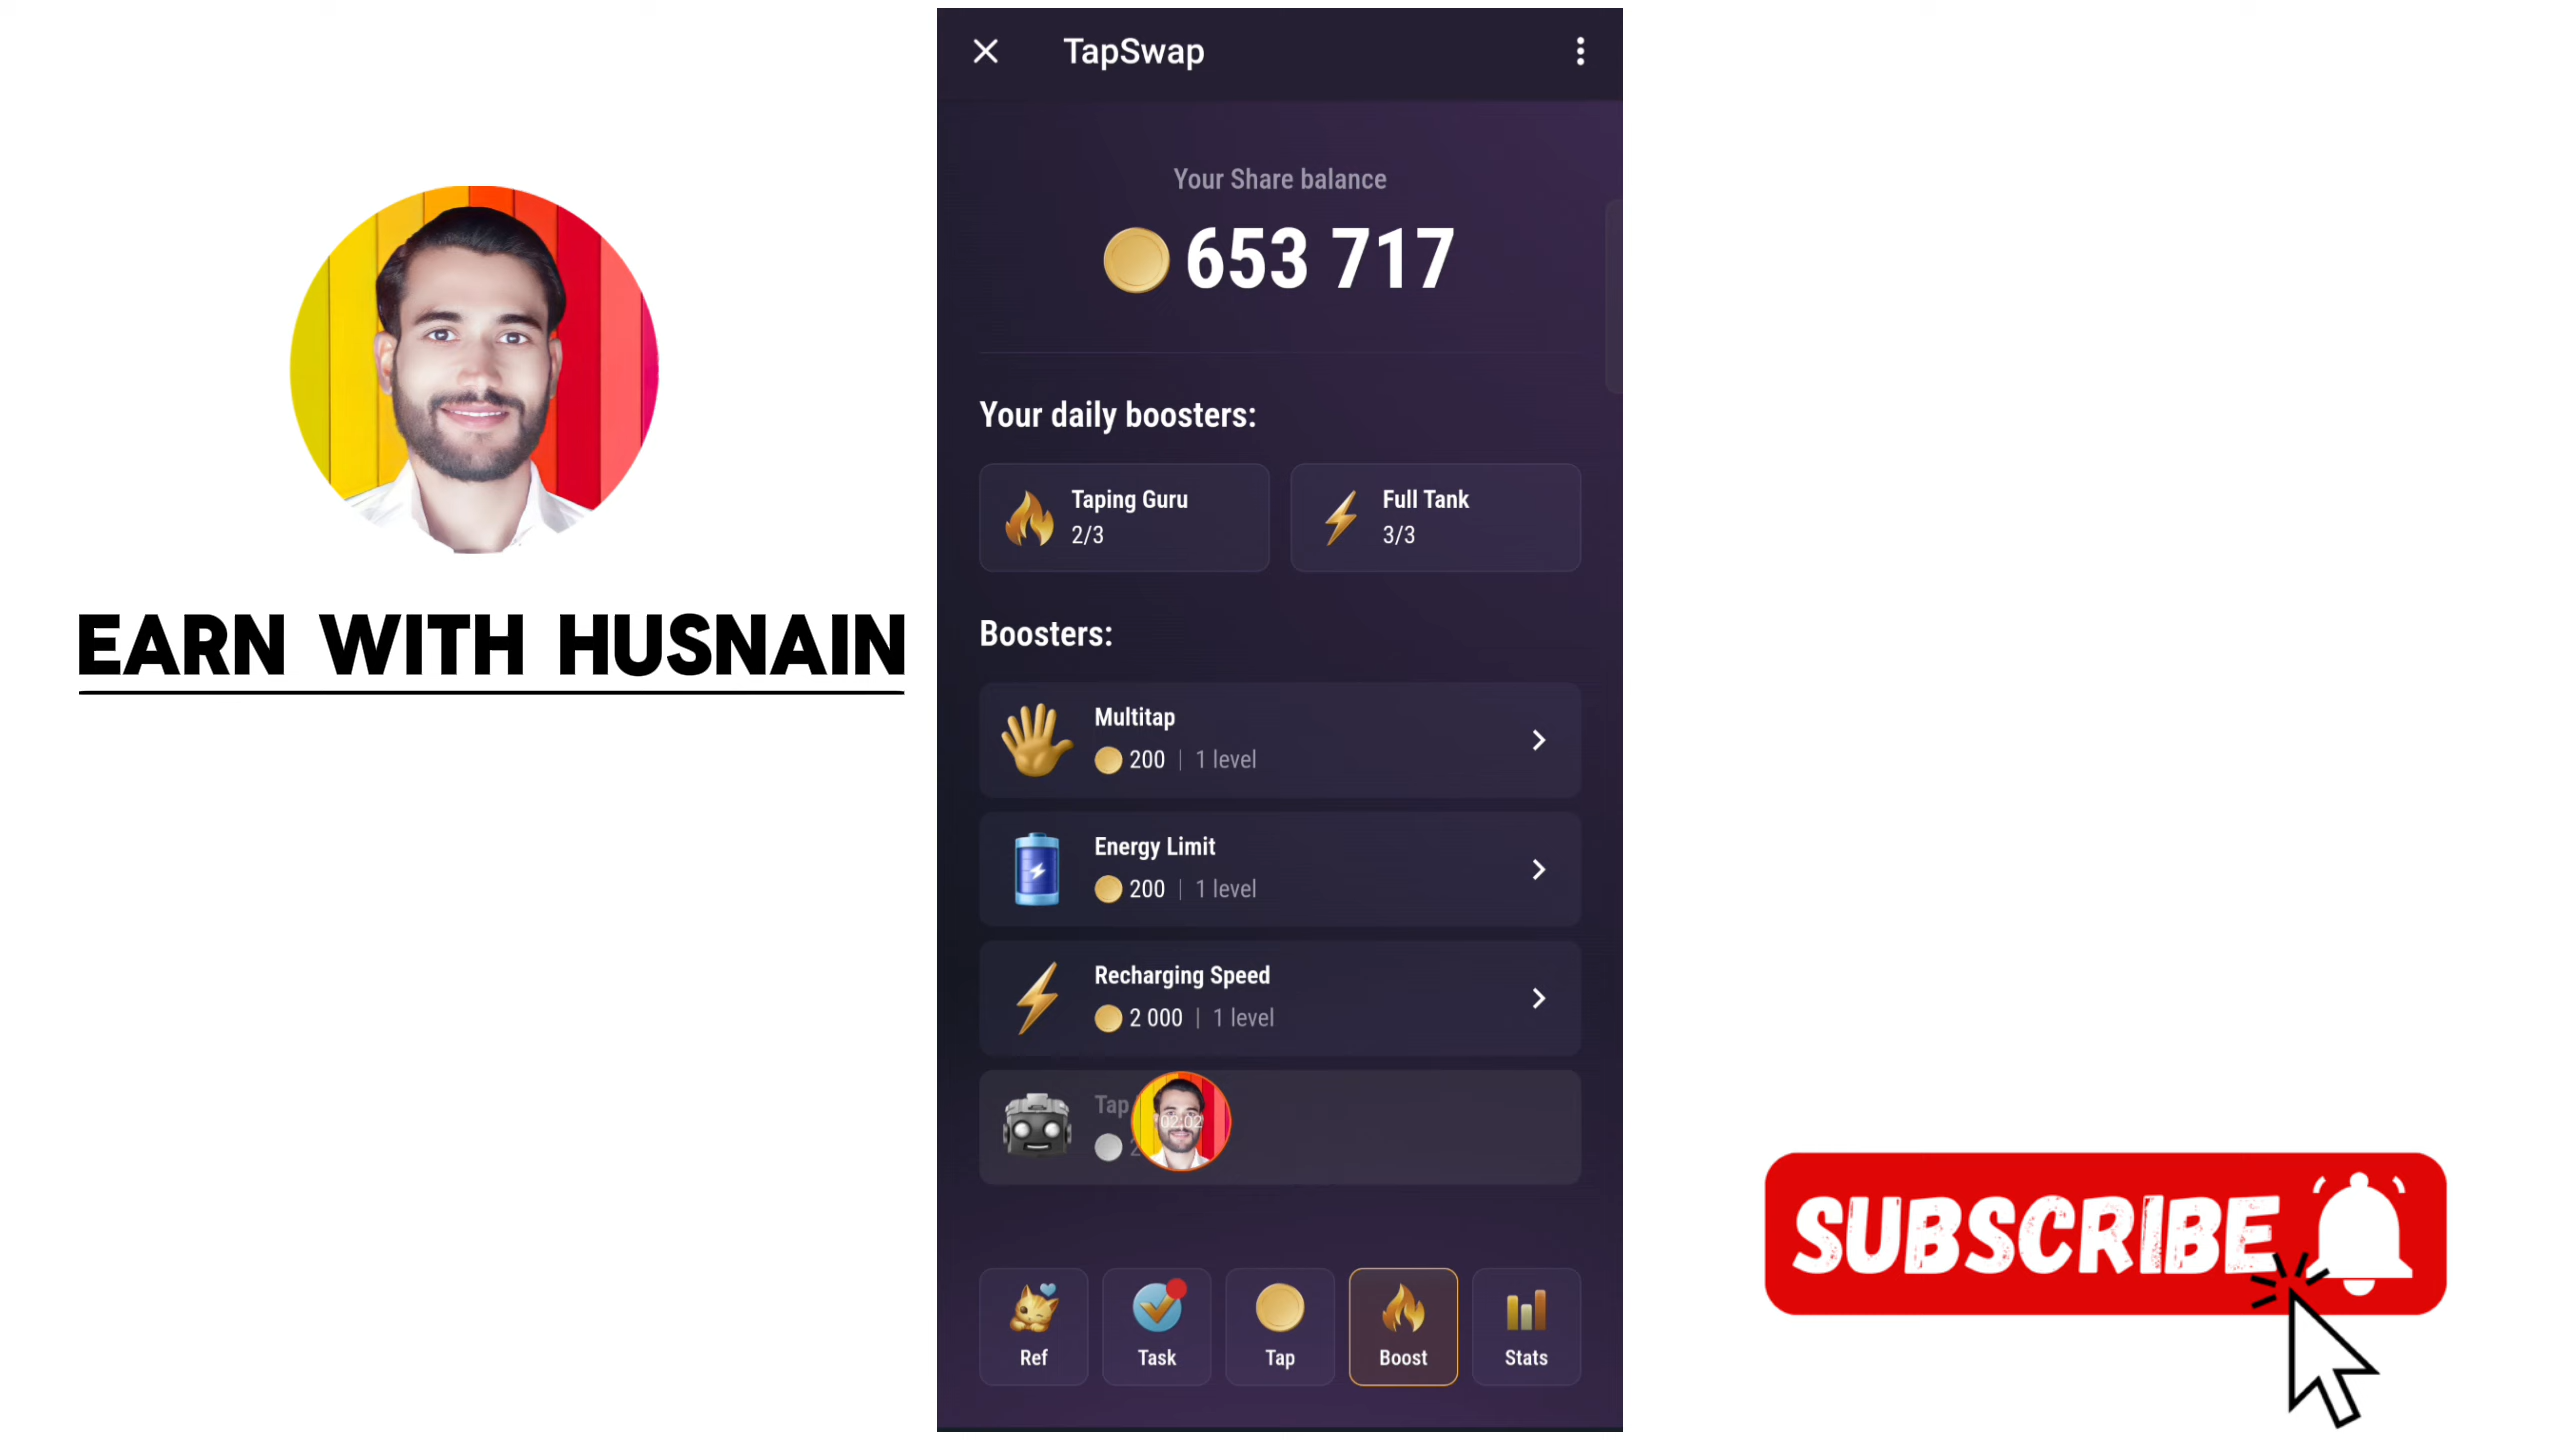 TapSwap
Your Share balance
653 717
Your daily boosters:
Taping Guru
2/3
Full Tank
3/3
EARN WITH HUSNAIN
Boosters:
Multitap
200 | 1 level
Energy Limit
200 | 1 level
Recharging Speed
2 000 | 1 level
Tap
02:02
SUBSCRIBE
Ref
Task
Tap
Boost
Stats